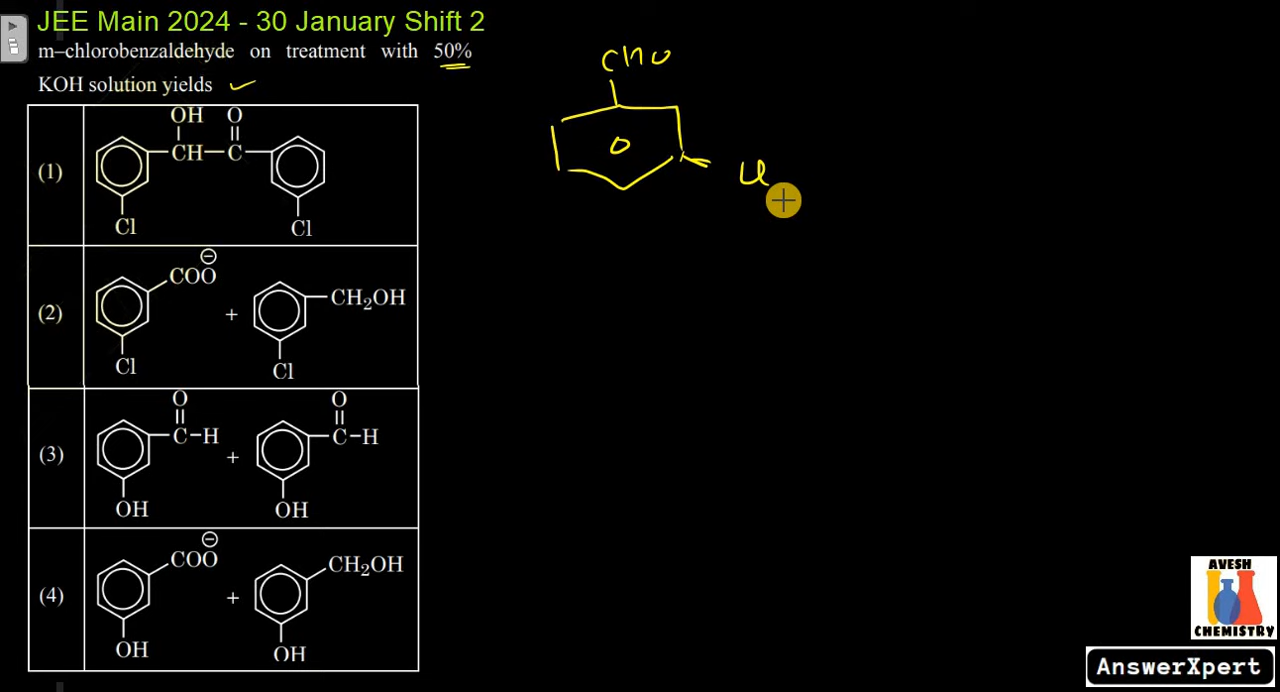 JEE Main 2024 - 30 January Shift 2
m–chlorobenzaldehyde on treatment with 50%
KOH solution yields
CHO
Cl
(1)
OH O
CH–C
Cl Cl
(2)
COO⊖
+
CH₂OH
Cl Cl
(3)
O O
C–H + C–H
OH OH
(4)
COO⊖
+
CH₂OH
OH OH
AVESH
CHEMISTRY
AnswerXpert